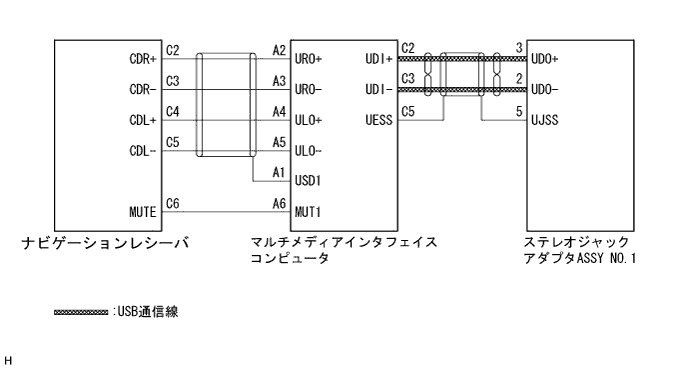 C2 A2 C2 3
CDR+ URO+ UDI+ UDO+
C3 A3 C3 2
CDR- URO- UDI- UDO-
C4 A4 C5 5
CDL+ ULO+ UESS UJSS
C5 A5
CDL- ULO-
A1
USD1
C6 A6
MUTE MUT1
ナビゲーションレシーバ
マルチメディアインタフェイス
コンピュータ
ステレオジャック
アダプタASSY NO.1
:USB通信線
H